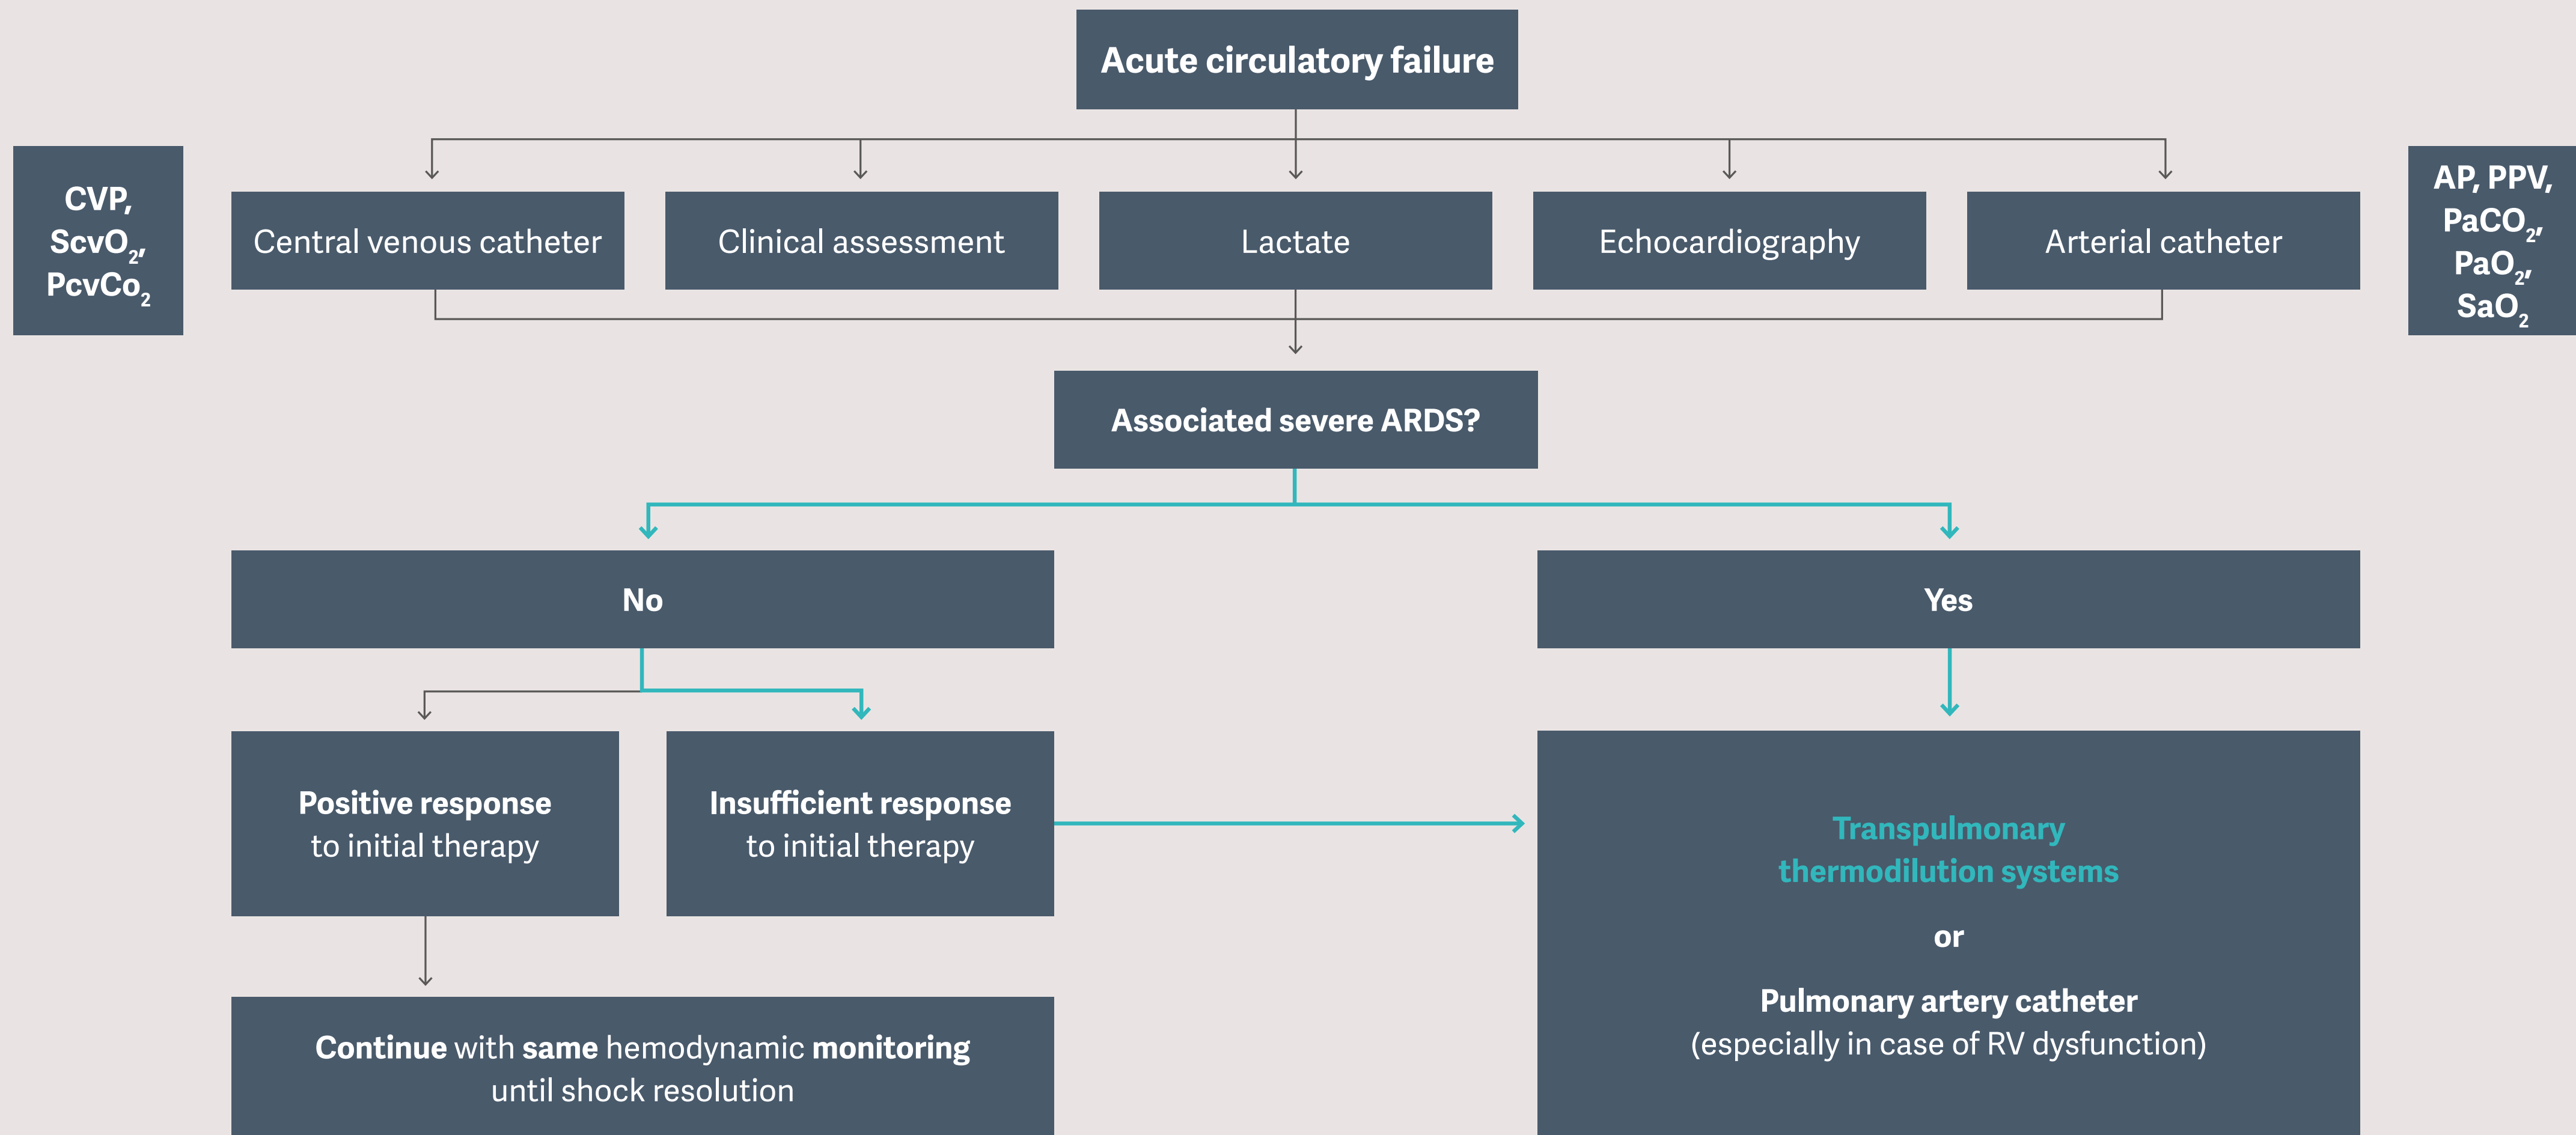 Acute circulatory failure
CVP,
ScvO₂,
PcvCo₂
Central venous catheter
Clinical assessment
Lactate
Echocardiography
Arterial catheter
AP, PPV,
PaCO₂,
PaO₂,
SaO₂
Associated severe ARDS?
No
Yes
Positive response
to initial therapy
Insufficient response
to initial therapy
Transpulmonary
thermodilution systems
or
Pulmonary artery catheter
(especially in case of RV dysfunction)
Continue with same hemodynamic monitoring
until shock resolution